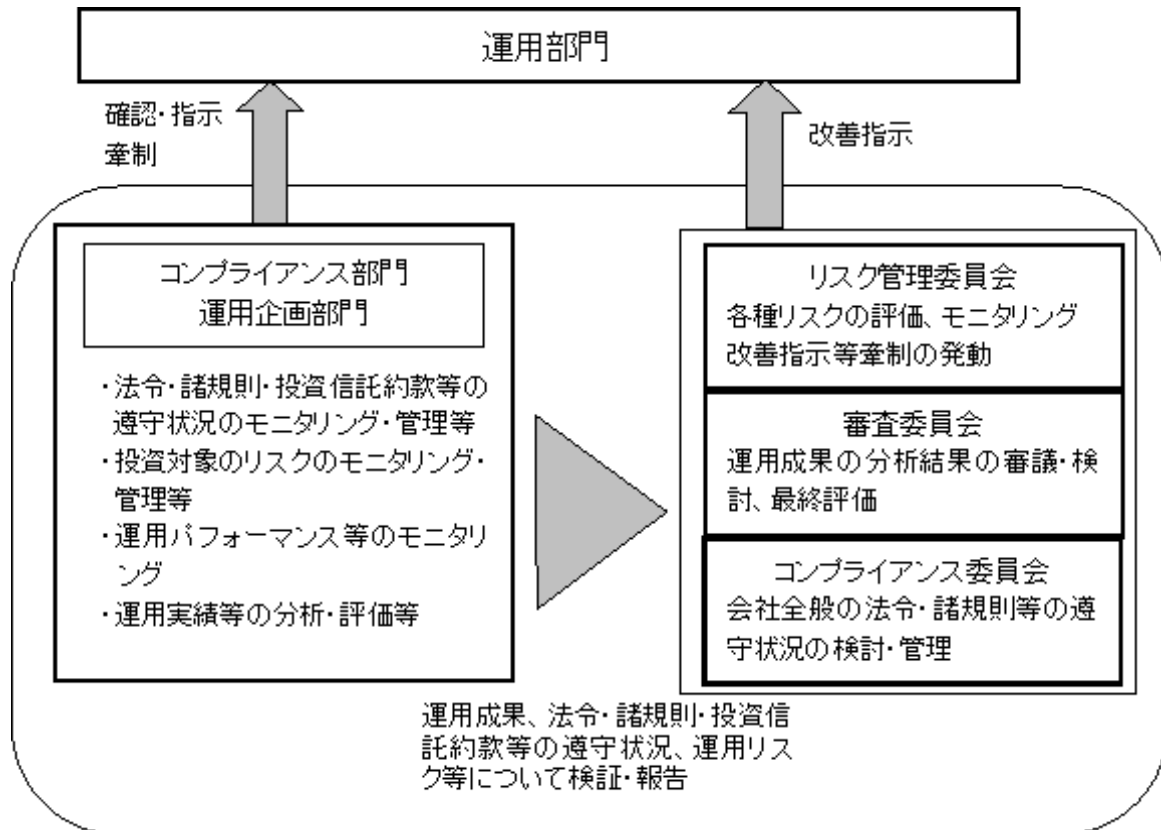 運用部門
確認・指示
牽制
改善指示
コンプライアンス部門
運用企画部門
・法令・諸規則・投資信託約款等の
遵守状況のモニタリング・管理等
・投資対象のリスクのモニタリング・
管理等
・運用パフォーマンス等のモニタリ
ング
・運用実績等の分析・評価等
リスク管理委員会
各種リスクの評価、モニタリング
改善指示等牽制の発動
審査委員会
運用成果の分析結果の審議・検
討、最終評価
コンプライアンス委員会
会社全般の法令・諸規則等の遵
守状況の検討・管理
運用成果、法令・諸規則・投資信
託約款等の遵守状況、運用リス
ク等について検証・報告